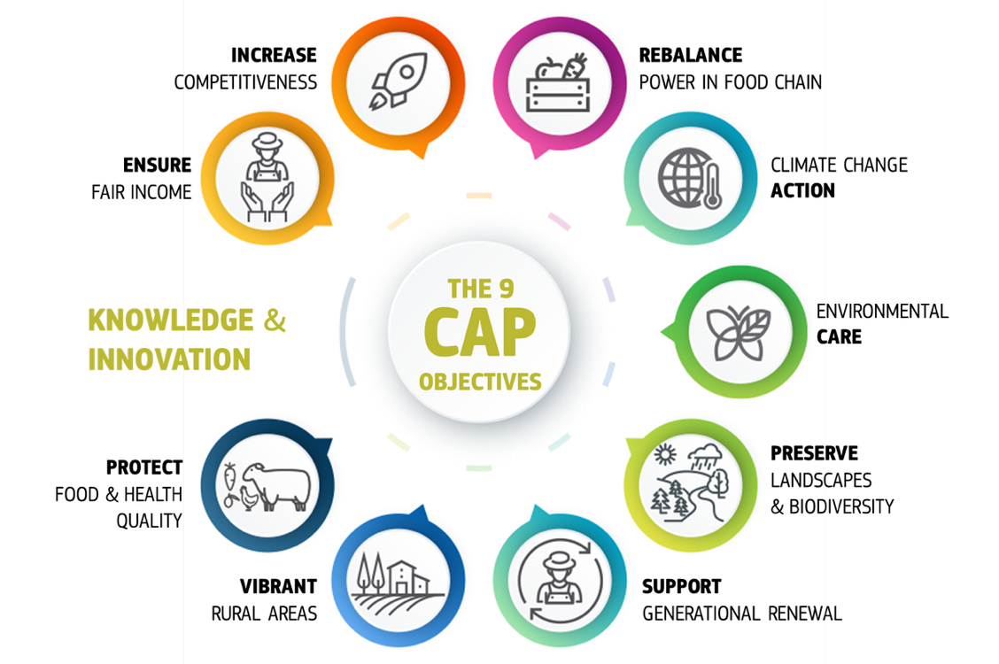 INCREASE
COMPETITIVENESS
REBALANCE
POWER IN FOOD CHAIN
ENSURE
FAIR INCOME
CLIMATE CHANGE
ACTION
THE 9
CAP
OBJECTIVES
KNOWLEDGE &
INNOVATION
ENVIRONMENTAL
CARE
PROTECT
FOOD & HEALTH
QUALITY
PRESERVE
LANDSCAPES
& BIODIVERSITY
VIBRANT
RURAL AREAS
SUPPORT
GENERATIONAL RENEWAL